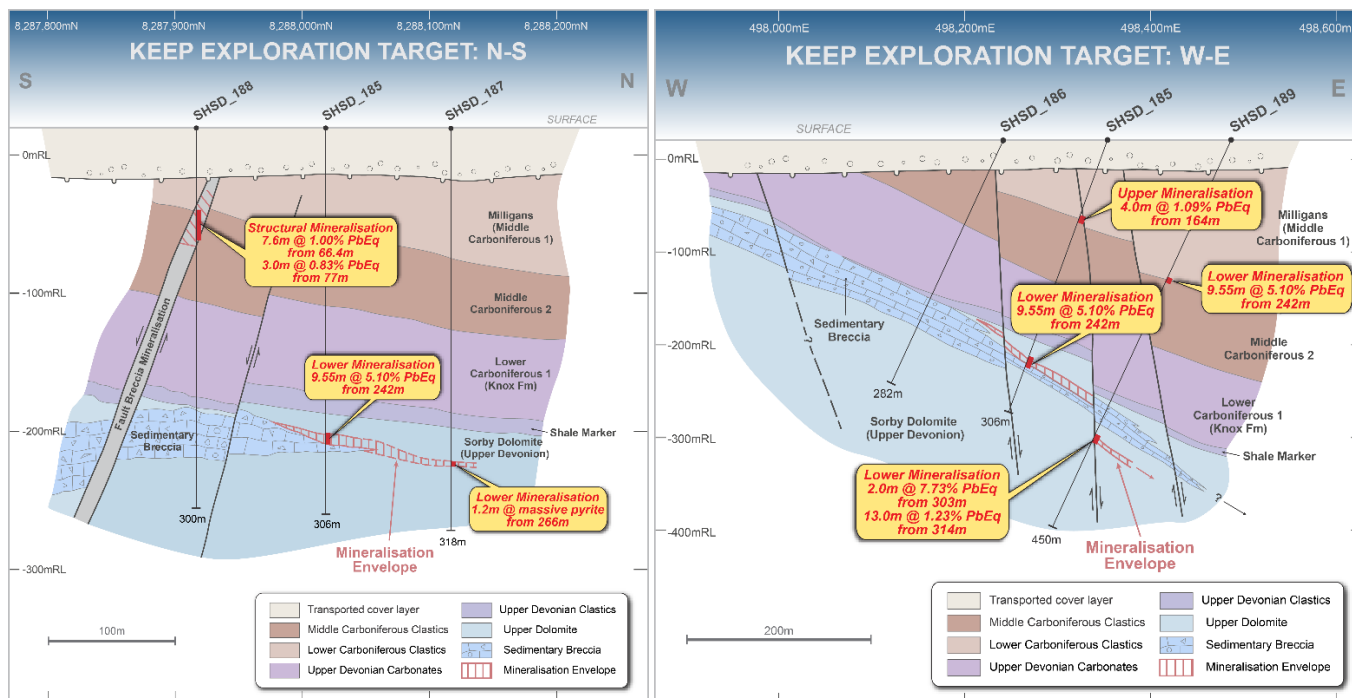 8,287,800mN
8,287,900mN
8,288,000mN
8,288,100mN
8,288,200mN
KEEP EXPLORATION TARGET: N-S
S
N
SHSD_188
SHSD_185
SHSD_187
SURFACE
0mRL
-100mRL
-200mRL
-300mRL
Structural Mineralisation
7.6m @ 1.00% PbEq
from 66.4m
3.0m @ 0.83% PbEq
from 77m
Milligans
(Middle
Carboniferous 1)
Middle
Carboniferous 2
Fault Breccia Mineralisation
Lower Mineralisation
9.55m @ 5.10% PbEq
from 242m
Lower
Carboniferous 1
(Knox Fm)
Shale Marker
Sedimentary
Breccia
Sorby Dolomite
(Upper Devonion)
Lower Mineralisation
1.2m @ massive pyrite
from 266m
300m
306m
318m
Mineralisation
Envelope
100m
Transported cover layer
Middle Carboniferous Clastics
Lower Carboniferous Clastics
Upper Devonian Carbonates
Upper Devonian Clastics
Upper Dolomite
Sedimentary Breccia
Mineralisation Envelope
498,000mE
498,200mE
498,400mE
498,600mE
KEEP EXPLORATION TARGET: W-E
W
E
SHSD_186
SHSD_185
SHSD_189
SURFACE
0mRL
-100mRL
-200mRL
-300mRL
-400mRL
Upper Mineralisation
4.0m @ 1.09% PbEq
from 164m
Milligans
(Middle
Carboniferous 1)
Lower Mineralisation
9.55m @ 5.10% PbEq
from 242m
Lower Mineralisation
9.55m @ 5.10% PbEq
from 242m
Sedimentary
Breccia
Middle
Carboniferous 2
?
282m
Sorby Dolomite
(Upper Devonion)
306m
Lower
Carboniferous 1
(Knox Fm)
Shale Marker
Lower Mineralisation
2.0m @ 7.73% PbEq
from 303m
13.0m @ 1.23% PbEq
from 314m
?
450m
Mineralisation
Envelope
200m
Transported cover layer
Middle Carboniferous Clastics
Lower Carboniferous Clastics
Upper Devonian Carbonates
Upper Devonian Clastics
Upper Dolomite
Sedimentary Breccia
Mineralisation Envelope